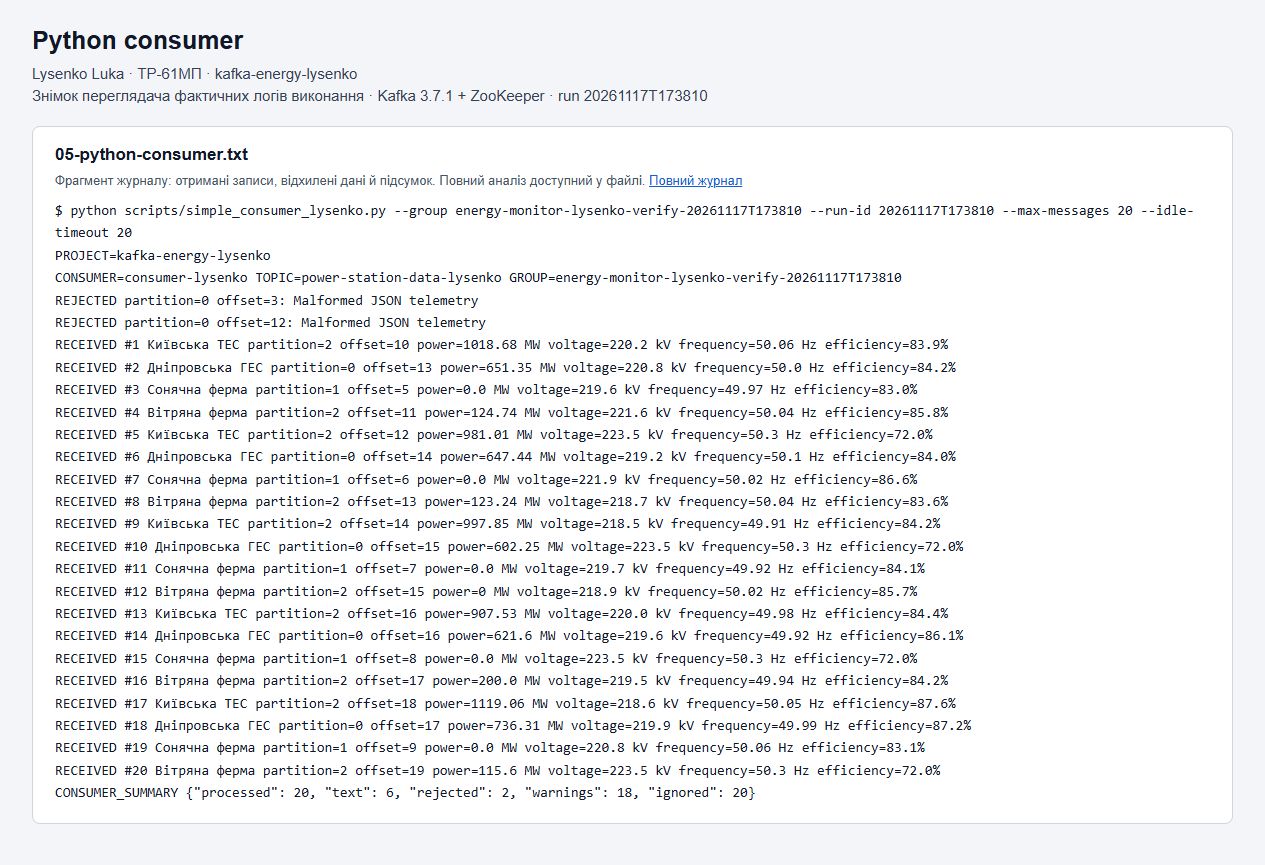 Python consumer
Lysenko Luka · ТР-61МП · kafka-energy-lysenko
Знімок переглядача фактичних логів виконання · Kafka 3.7.1 + ZooKeeper · run 20261117T173810
05-python-consumer.txt
Фрагмент журналу: отримані записи, відхилені дані й підсумок. Повний аналіз доступний у файлі. Повний журнал
$ python scripts/simple_consumer_lysenko.py --group energy-monitor-lysenko-verify-20261117T173810 --run-id 20261117T173810 --max-messages 20 --idle-
timeout 20
PROJECT=kafka-energy-lysenko
CONSUMER=consumer-lysenko TOPIC=power-station-data-lysenko GROUP=energy-monitor-lysenko-verify-20261117T173810
REJECTED partition=0 offset=3: Malformed JSON telemetry
REJECTED partition=0 offset=12: Malformed JSON telemetry
RECEIVED #1 Київська ТЕС partition=2 offset=10 power=1018.68 MW voltage=220.2 kV frequency=50.06 Hz efficiency=83.9%
RECEIVED #2 Дніпровська ГЕС partition=0 offset=13 power=651.35 MW voltage=220.8 kV frequency=50.0 Hz efficiency=84.2%
RECEIVED #3 Сонячна ферма partition=1 offset=5 power=0.0 MW voltage=219.6 kV frequency=49.97 Hz efficiency=83.0%
RECEIVED #4 Вітряна ферма partition=2 offset=11 power=124.74 MW voltage=221.6 kV frequency=50.04 Hz efficiency=85.8%
RECEIVED #5 Київська ТЕС partition=2 offset=12 power=981.01 MW voltage=223.5 kV frequency=50.3 Hz efficiency=72.0%
RECEIVED #6 Дніпровська ГЕС partition=0 offset=14 power=647.44 MW voltage=219.2 kV frequency=50.1 Hz efficiency=84.0%
RECEIVED #7 Сонячна ферма partition=1 offset=6 power=0.0 MW voltage=221.9 kV frequency=50.02 Hz efficiency=86.6%
RECEIVED #8 Вітряна ферма partition=2 offset=13 power=123.24 MW voltage=218.7 kV frequency=50.04 Hz efficiency=83.6%
RECEIVED #9 Київська ТЕС partition=2 offset=14 power=997.85 MW voltage=218.5 kV frequency=49.91 Hz efficiency=84.2%
RECEIVED #10 Дніпровська ГЕС partition=0 offset=15 power=602.25 MW voltage=223.5 kV frequency=50.3 Hz efficiency=72.0%
RECEIVED #11 Сонячна ферма partition=1 offset=7 power=0.0 MW voltage=219.7 kV frequency=49.92 Hz efficiency=84.1%
RECEIVED #12 Вітряна ферма partition=2 offset=15 power=0 MW voltage=218.9 kV frequency=50.02 Hz efficiency=85.7%
RECEIVED #13 Київська ТЕС partition=2 offset=16 power=907.53 MW voltage=220.0 kV frequency=49.98 Hz efficiency=84.4%
RECEIVED #14 Дніпровська ГЕС partition=0 offset=16 power=621.6 MW voltage=219.6 kV frequency=49.92 Hz efficiency=86.1%
RECEIVED #15 Сонячна ферма partition=1 offset=8 power=0.0 MW voltage=223.5 kV frequency=50.3 Hz efficiency=72.0%
RECEIVED #16 Вітряна ферма partition=2 offset=17 power=200.0 MW voltage=219.5 kV frequency=49.94 Hz efficiency=84.2%
RECEIVED #17 Київська ТЕС partition=2 offset=18 power=1119.06 MW voltage=218.6 kV frequency=50.05 Hz efficiency=87.6%
RECEIVED #18 Дніпровська ГЕС partition=0 offset=17 power=736.31 MW voltage=219.9 kV frequency=49.99 Hz efficiency=87.2%
RECEIVED #19 Сонячна ферма partition=1 offset=9 power=0.0 MW voltage=220.8 kV frequency=50.06 Hz efficiency=83.1%
RECEIVED #20 Вітряна ферма partition=2 offset=19 power=115.6 MW voltage=223.5 kV frequency=50.3 Hz efficiency=72.0%
CONSUMER_SUMMARY {"processed": 20, "text": 6, "rejected": 2, "warnings": 18, "ignored": 20}